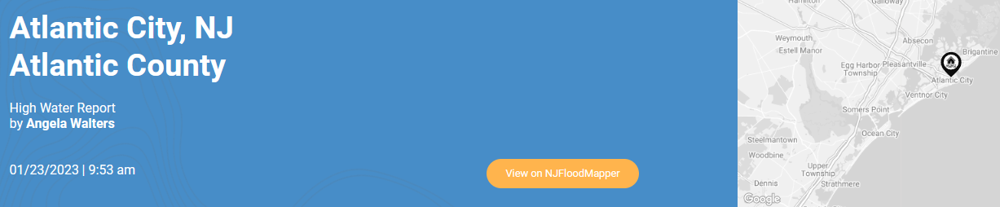 Atlantic City, NJ
Atlantic County
High Water Report
by Angela Walters
01/23/2023 | 9:53 am
View on NJFloodMapper
Hamilton
Galloway
Weymouth
Absecon
Estell Manor
Brigantine
Egg Harbor
Township
Pleasantville
Atlantic City
Ventnor City
Somers Point
Ocean City
Steelmantown
Woodbine
Upper
Township
Dennis
Strathmere
Google